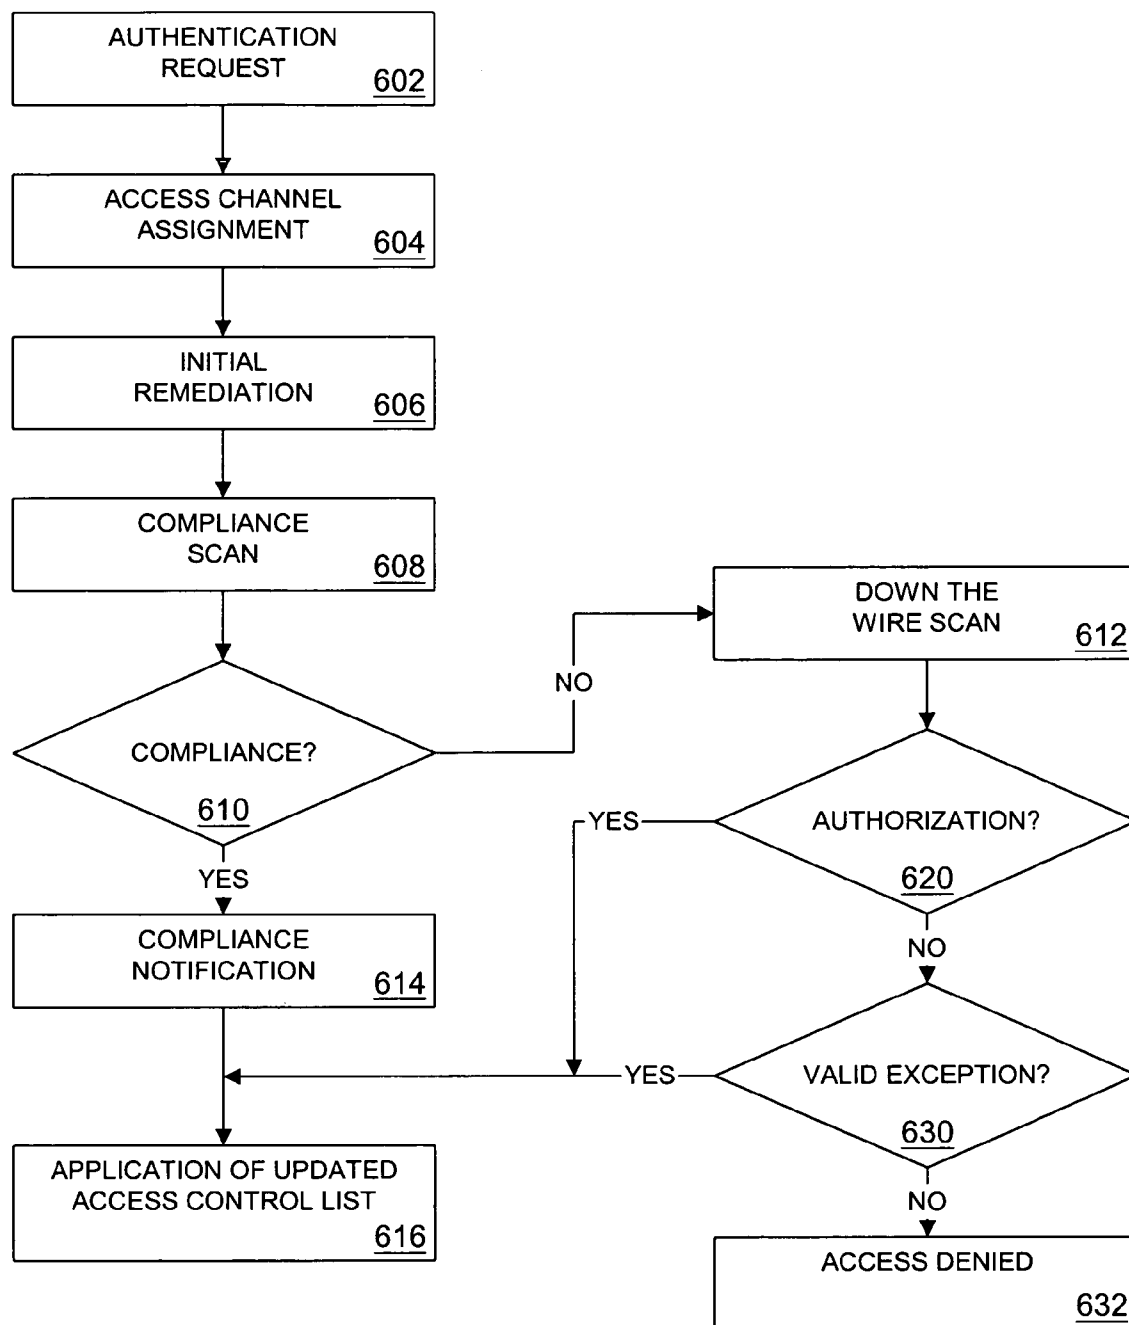 AUTHENTICATION
REQUEST
602
ACCESS CHANNEL
ASSIGNMENT
604
INITIAL
REMEDIATION
606
COMPLIANCE
SCAN
608
DOWN THE
WIRE SCAN
612
NO
COMPLIANCE?
610
YES
AUTHORIZATION?
620
YES
NO
COMPLIANCE
NOTIFICATION
614
YES
VALID EXCEPTION?
630
NO
APPLICATION OF UPDATED
ACCESS CONTROL LIST
616
ACCESS DENIED
632